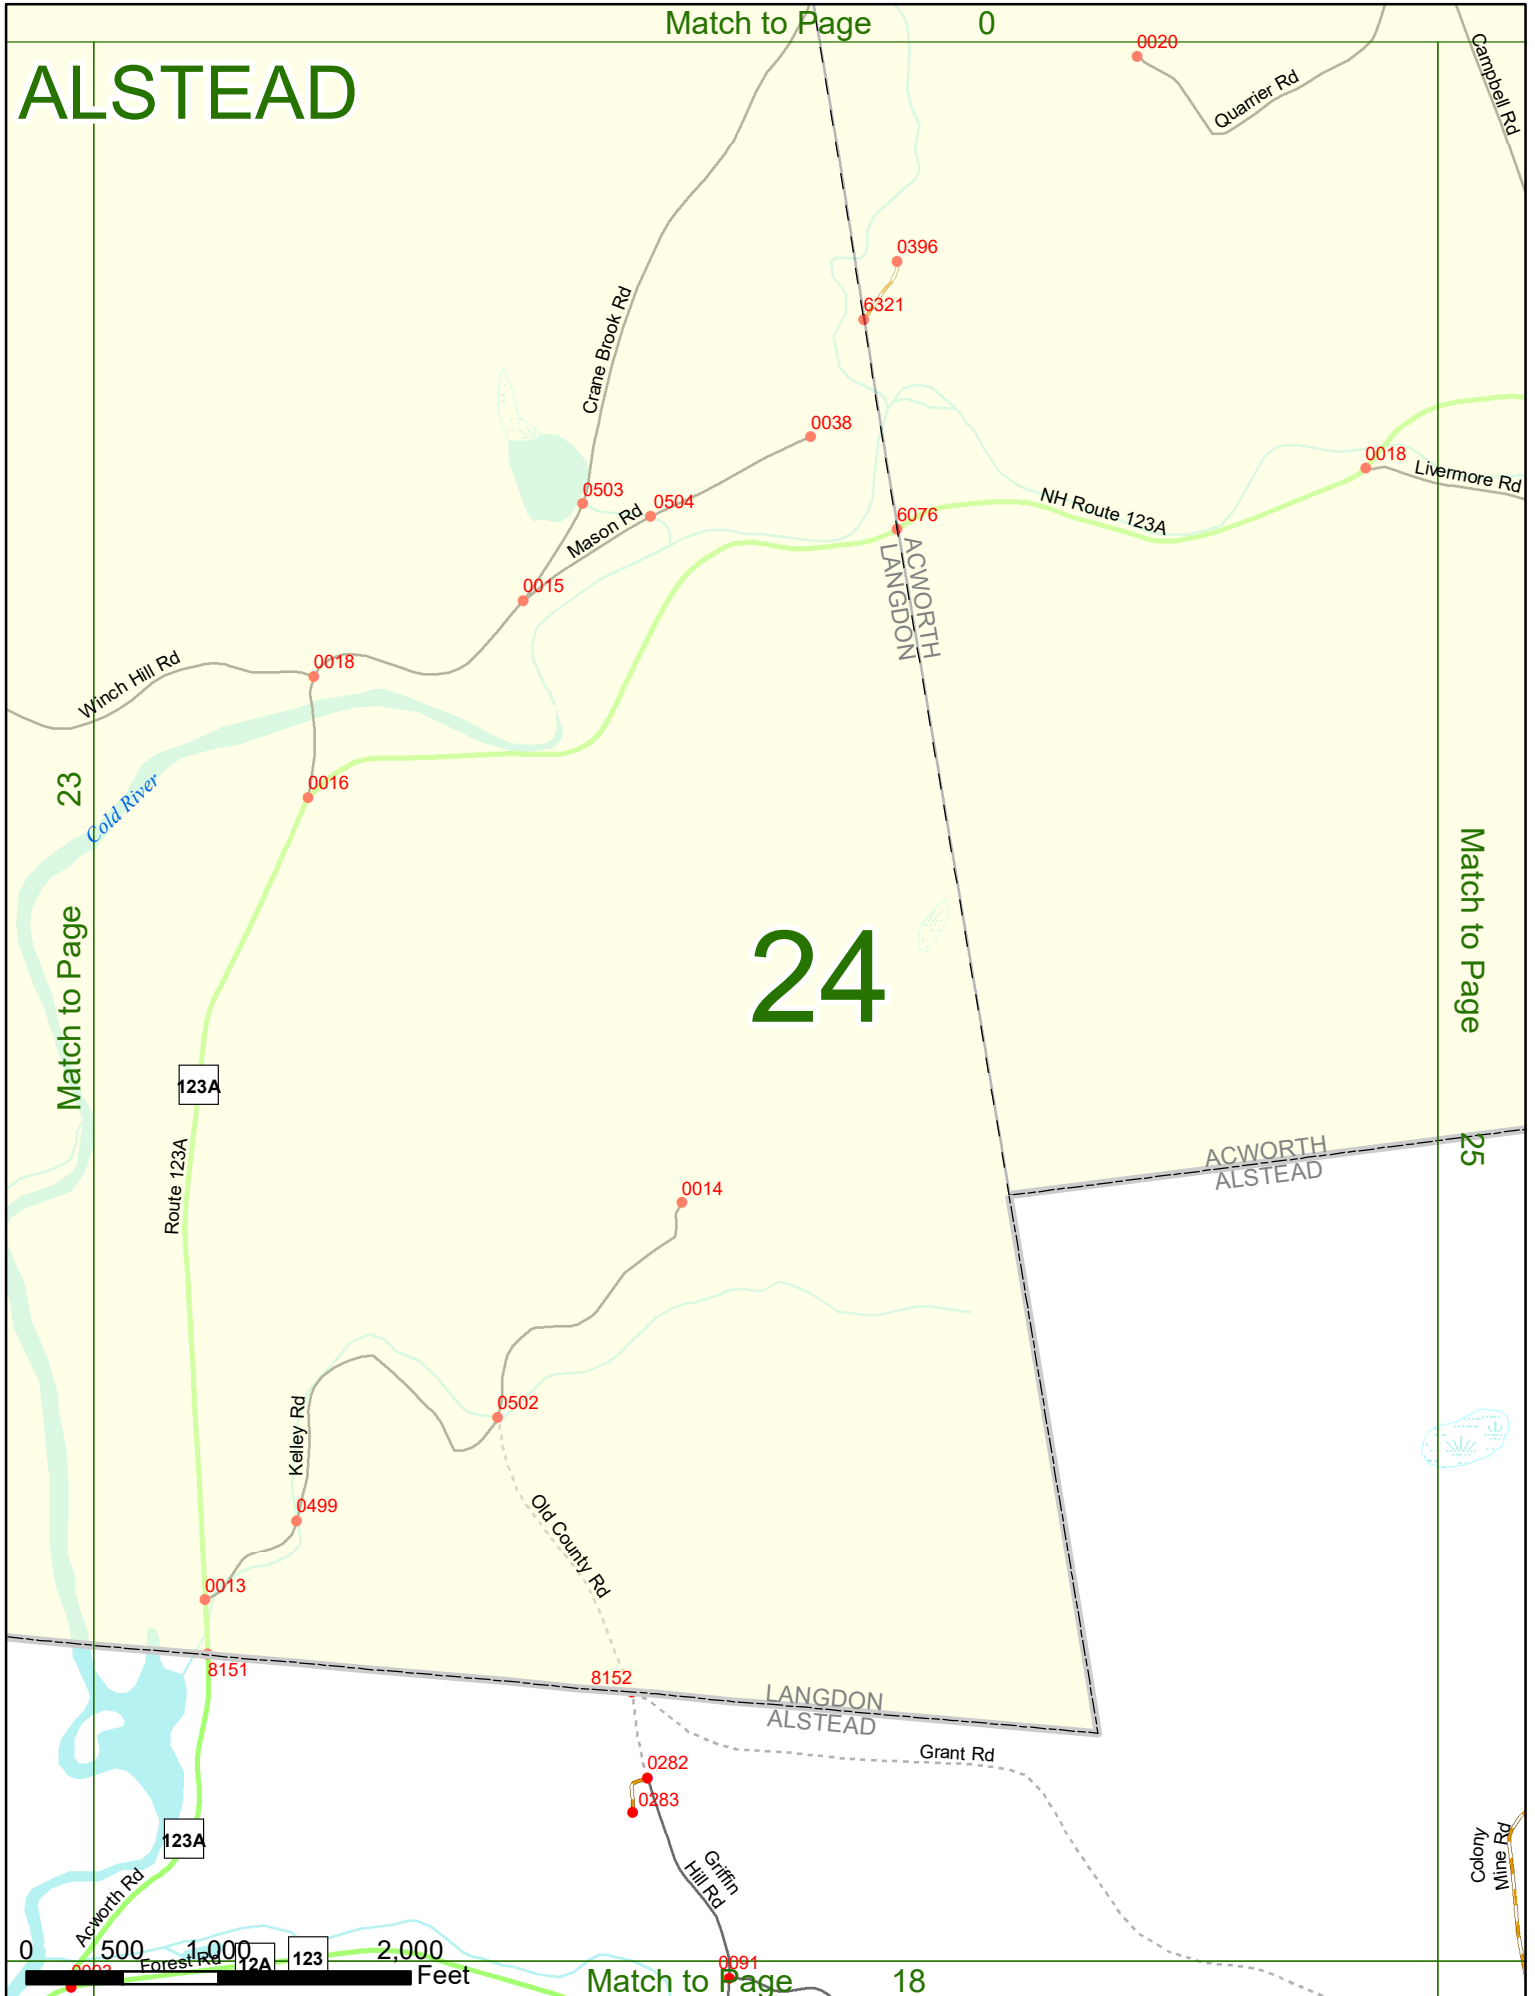 Match to Page 0
ALSTEAD
0020
Quarrier Rd
Campbell Rd
0396
6321
Crane Brook Rd
0038
0018
Livermore Rd
0503
0504
Mason Rd
6076
NH Route 123A
ACWORTH
LANGDON
0015
0018
Winch Hill Rd
0016
Cold River
Match to Page 23
24
Match to Page 25
123A
Route 123A
ACWORTH
ALSTEAD
0014
0502
Kelley Rd
0499
Old County Rd
0013
8151
8152
LANGDON
ALSTEAD
Grant Rd
0282
0283
123A
Griffin
Hill Rd
Colony
Mine Rd
Acworth Rd
0 500 1,000 2,000
Feet
Forest Rd
12A
123
0091
Match to Page 18